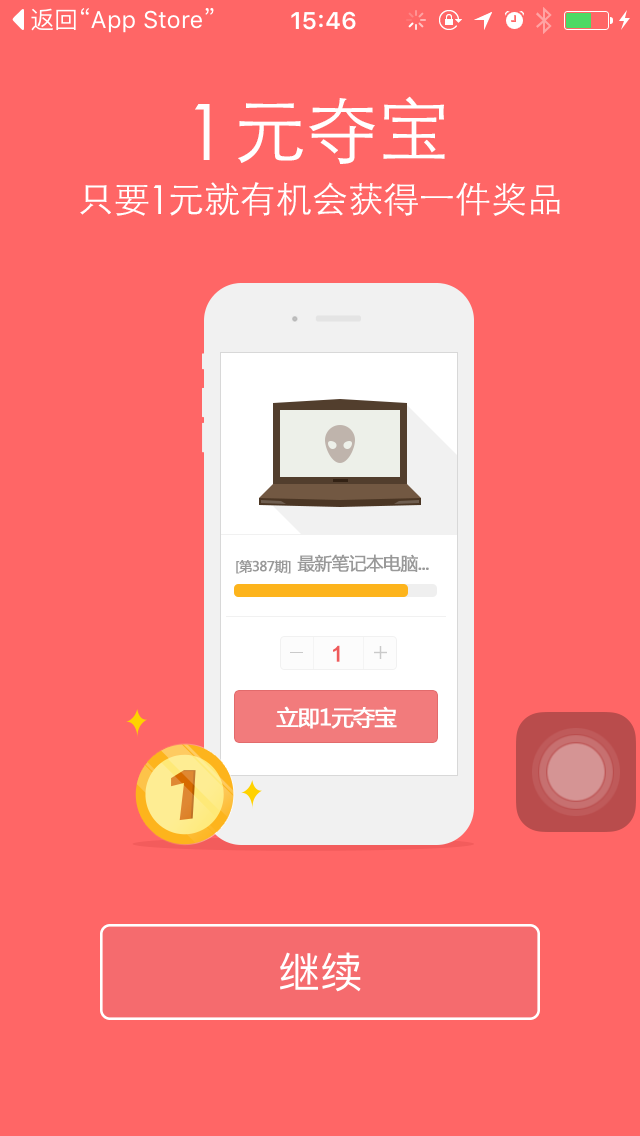 返回“App Store”
15:46
1元夺宝
只要1元就有机会获得一件奖品
[第387期] 最新笔记本电脑...
1
立即1元夺宝
1
继续